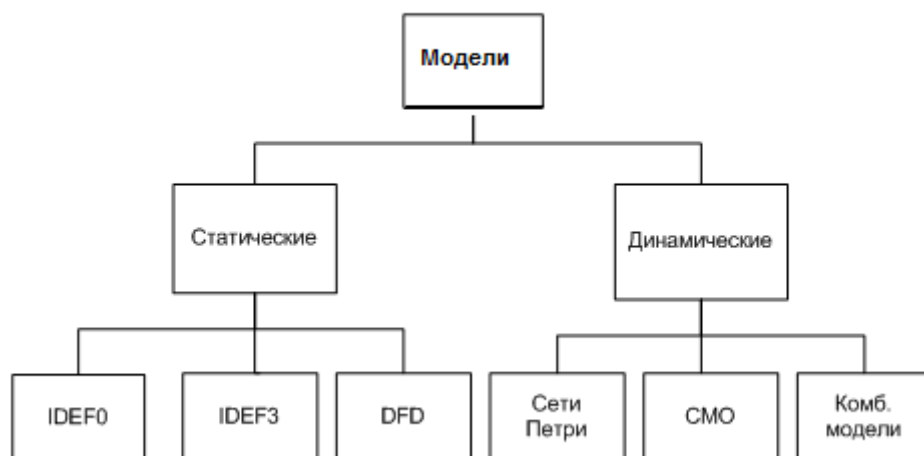 Модели
Статические
Динамические
IDEF0
IDEF3
DFD
Сети
Петри
СМО
Комб.
модели